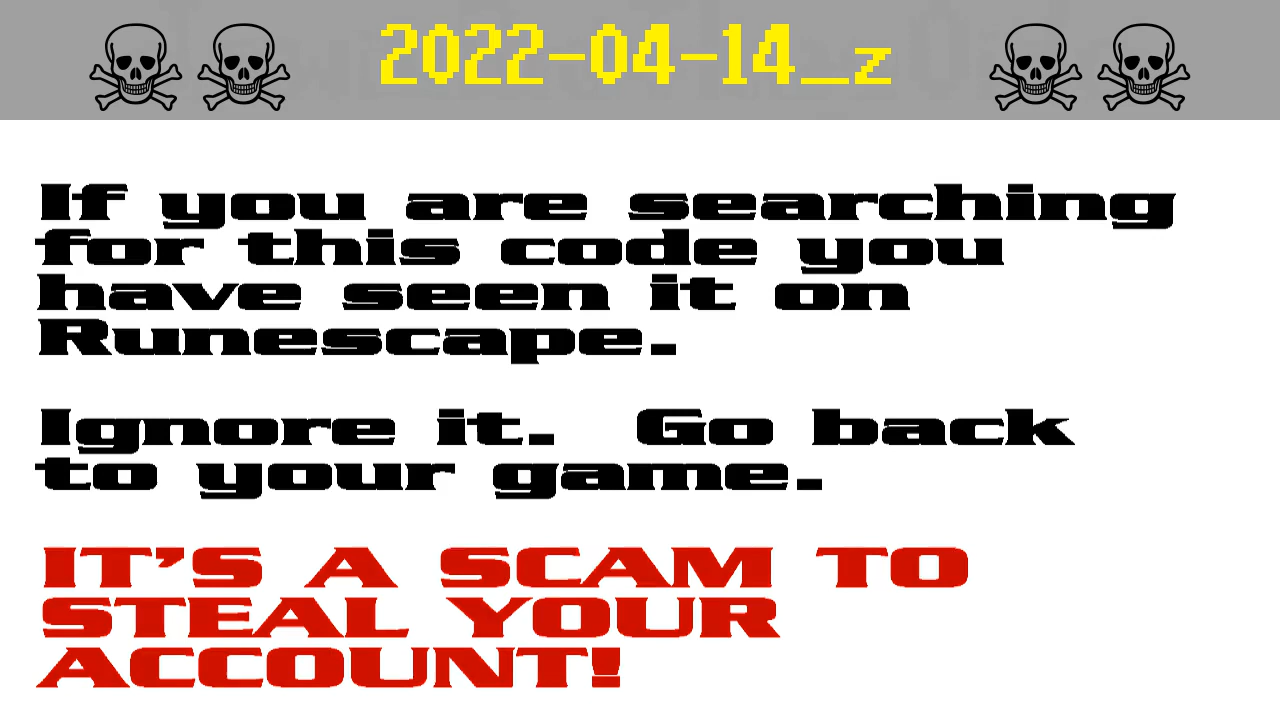 2022-04-14_z
If you are searching
for this code you
have seen it on
Runescape.
Ignore it.  Go back
to your game.
IT'S A SCAM TO
STEAL YOUR
ACCOUNT!